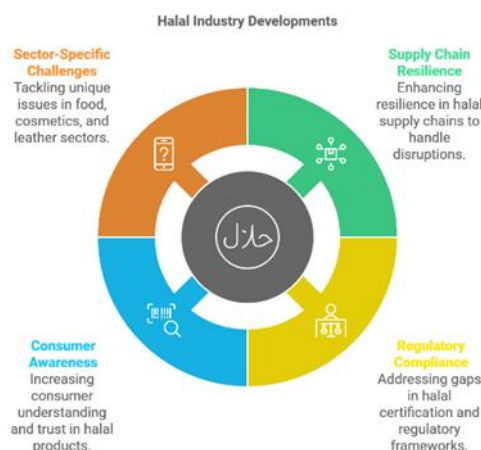 Halal Industry Developments
Sector-Specific
Challenges
Tackling unique
issues in food,
cosmetics, and
leather sectors.
Supply Chain
Resilience
Enhancing
resilience in halal
supply chains to
handle
disruptions.
?
حلال
Consumer
Awareness
Increasing
consumer
understanding
and trust in halal
products.
Regulatory
Compliance
Addressing gaps
in halal
certification and
regulatory
frameworks.